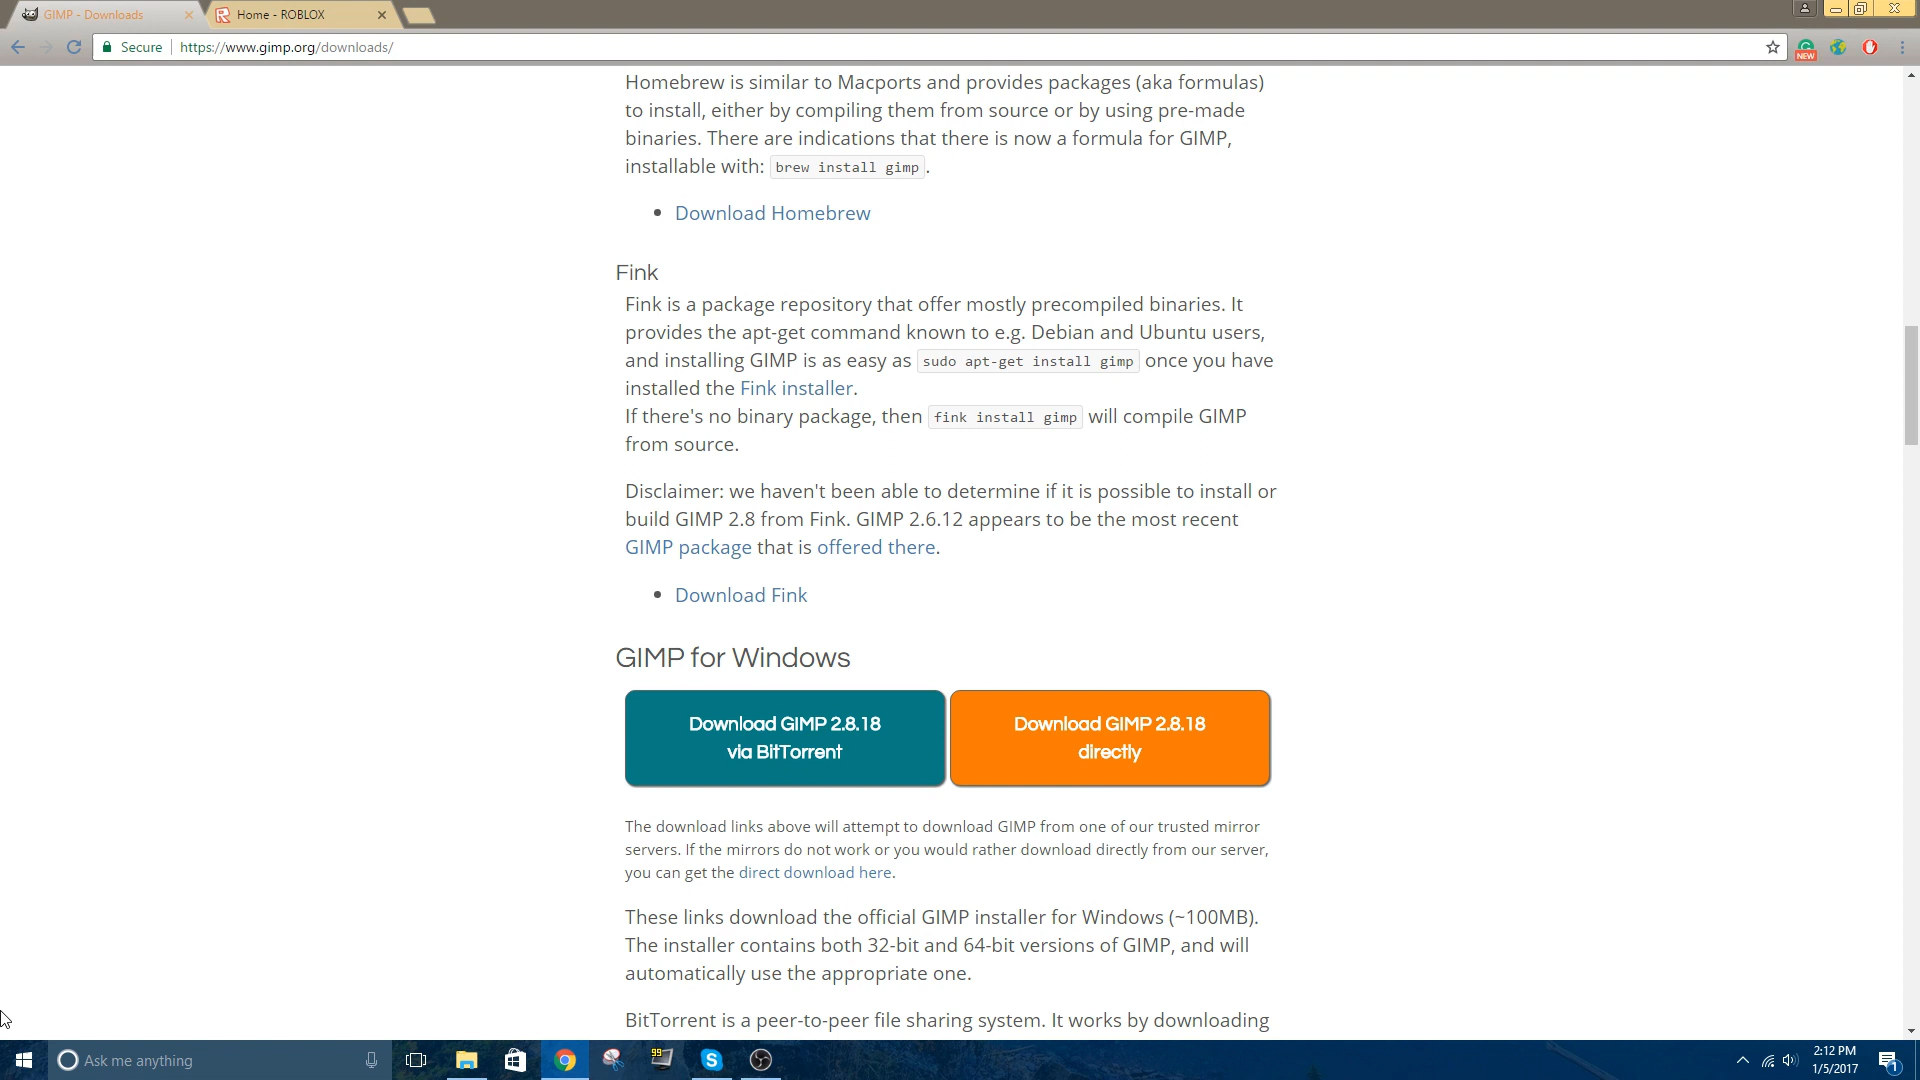 GIMP - Downloads
Home - ROBLOX
Secure
https://www.gimp.org/downloads/
NEW
Homebrew is similar to Macports and provides packages (aka formulas)
to install, either by compiling them from source or by using pre-made
binaries. There are indications that there is now a formula for GIMP,
installable with: brew install gimp.
Download Homebrew
Fink
Fink is a package repository that offer mostly precompiled binaries. It
provides the apt-get command known to e.g. Debian and Ubuntu users,
and installing GIMP is as easy as sudo apt-get install gimp once you have
installed the Fink installer.
If there's no binary package, then fink install gimp will compile GIMP
from source.
Disclaimer: we haven't been able to determine if it is possible to install or
build GIMP 2.8 from Fink. GIMP 2.6.12 appears to be the most recent
GIMP package that is offered there.
Download Fink
GIMP for Windows
Download GIMP 2.8.18
via BitTorrent
Download GIMP 2.8.18
directly
The download links above will attempt to download GIMP from one of our trusted mirror
servers. If the mirrors do not work or you would rather download directly from our server,
you can get the direct download here.
These links download the official GIMP installer for Windows (~100MB).
The installer contains both 32-bit and 64-bit versions of GIMP, and will
automatically use the appropriate one.
BitTorrent is a peer-to-peer file sharing system. It works by downloading
Ask me anything
99
2:12 PM
1/5/2017
1